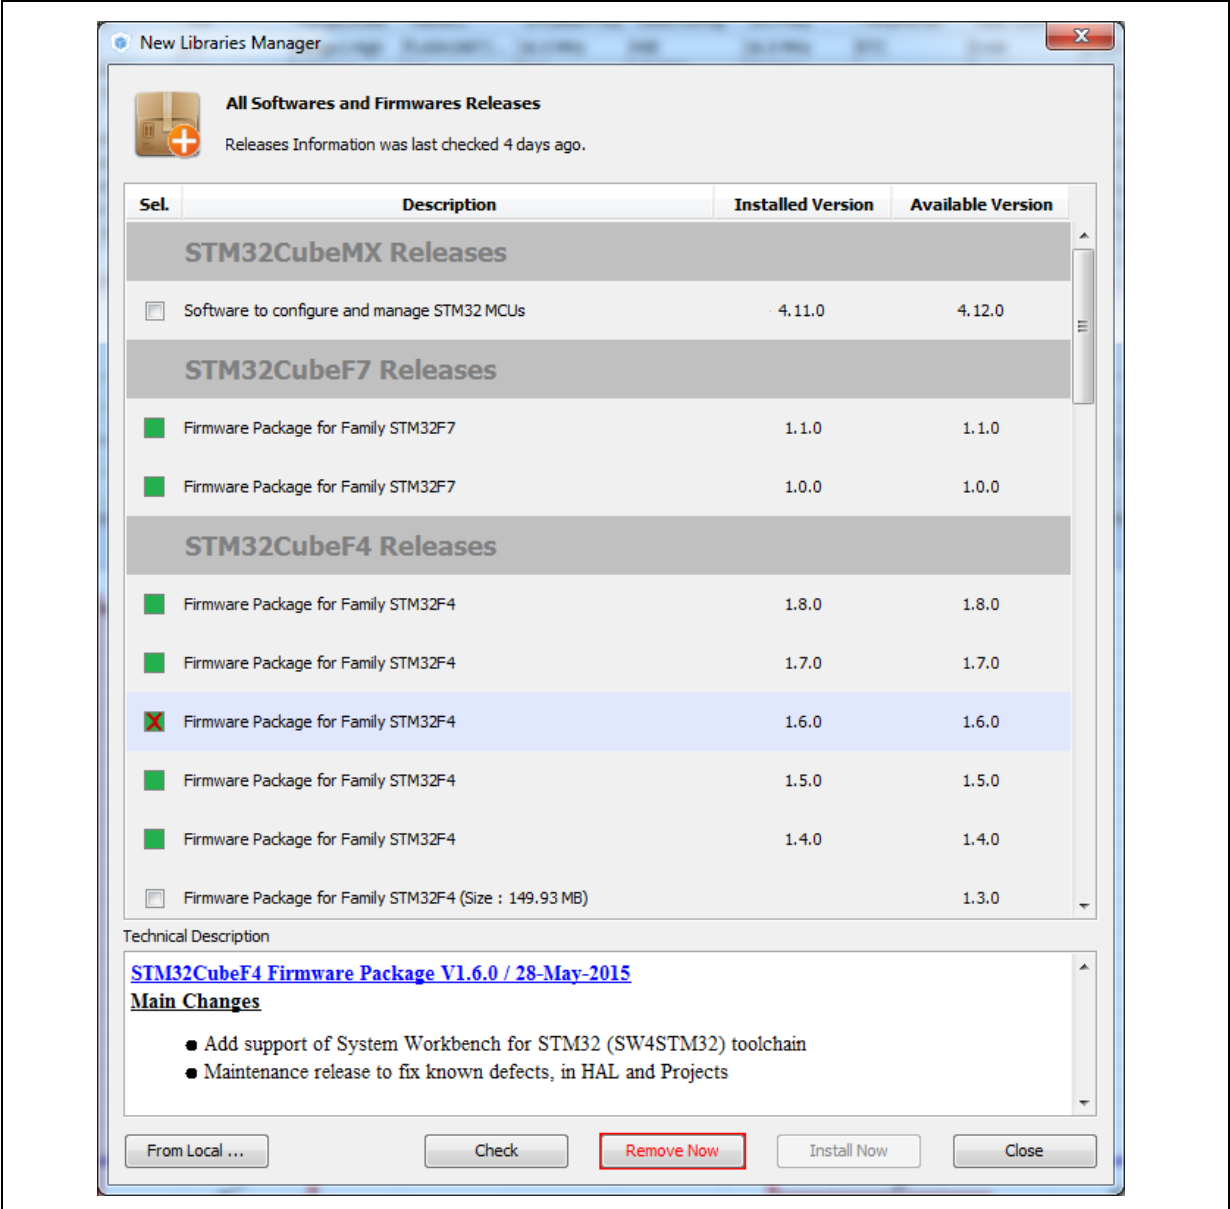 New Libraries Manager
All Softwares and Firmwares Releases
Releases Information was last checked 4 days ago.
Sel. Description Installed Version Available Version
STM32CubeMX Releases
Software to configure and manage STM32 MCUs 4.11.0 4.12.0
STM32CubeF7 Releases
Firmware Package for Family STM32F7 1.1.0 1.1.0
Firmware Package for Family STM32F7 1.0.0 1.0.0
STM32CubeF4 Releases
Firmware Package for Family STM32F4 1.8.0 1.8.0
Firmware Package for Family STM32F4 1.7.0 1.7.0
Firmware Package for Family STM32F4 1.6.0 1.6.0
Firmware Package for Family STM32F4 1.5.0 1.5.0
Firmware Package for Family STM32F4 1.4.0 1.4.0
Firmware Package for Family STM32F4 (Size : 149.93 MB) 1.3.0
Technical Description
STM32CubeF4 Firmware Package V1.6.0 / 28-May-2015
Main Changes
● Add support of System Workbench for STM32 (SW4STM32) toolchain
● Maintenance release to fix known defects, in HAL and Projects
From Local ... Check Remove Now Install Now Close